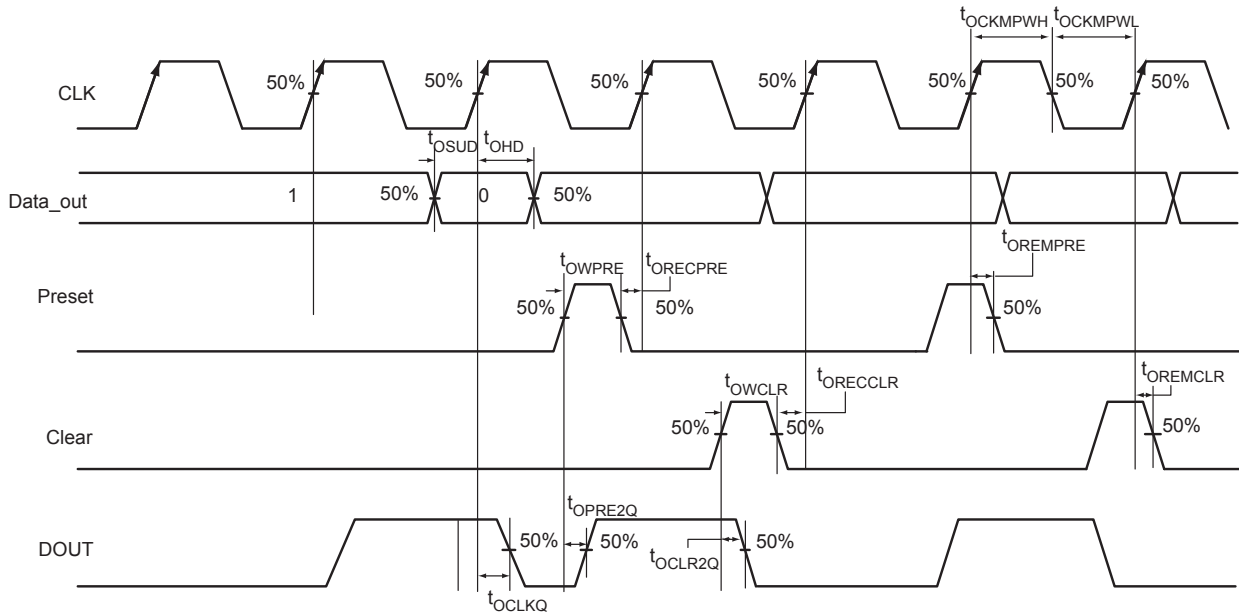 tOCKMPWH tOCKMPWL
CLK 50% 50% 50% 50% 50% 50% 50%
tOSUD tOHD
Data_out 1 50% 0 50%
tOREMPRE
tOWPRE tORECPRE
Preset 50% 50% 50%
tOWCLR tORECCLR tOREMCLR
Clear 50% 50% 50%
tOPRE2Q
DOUT 50% 50% tOCLR2Q 50%
tOCLKQ